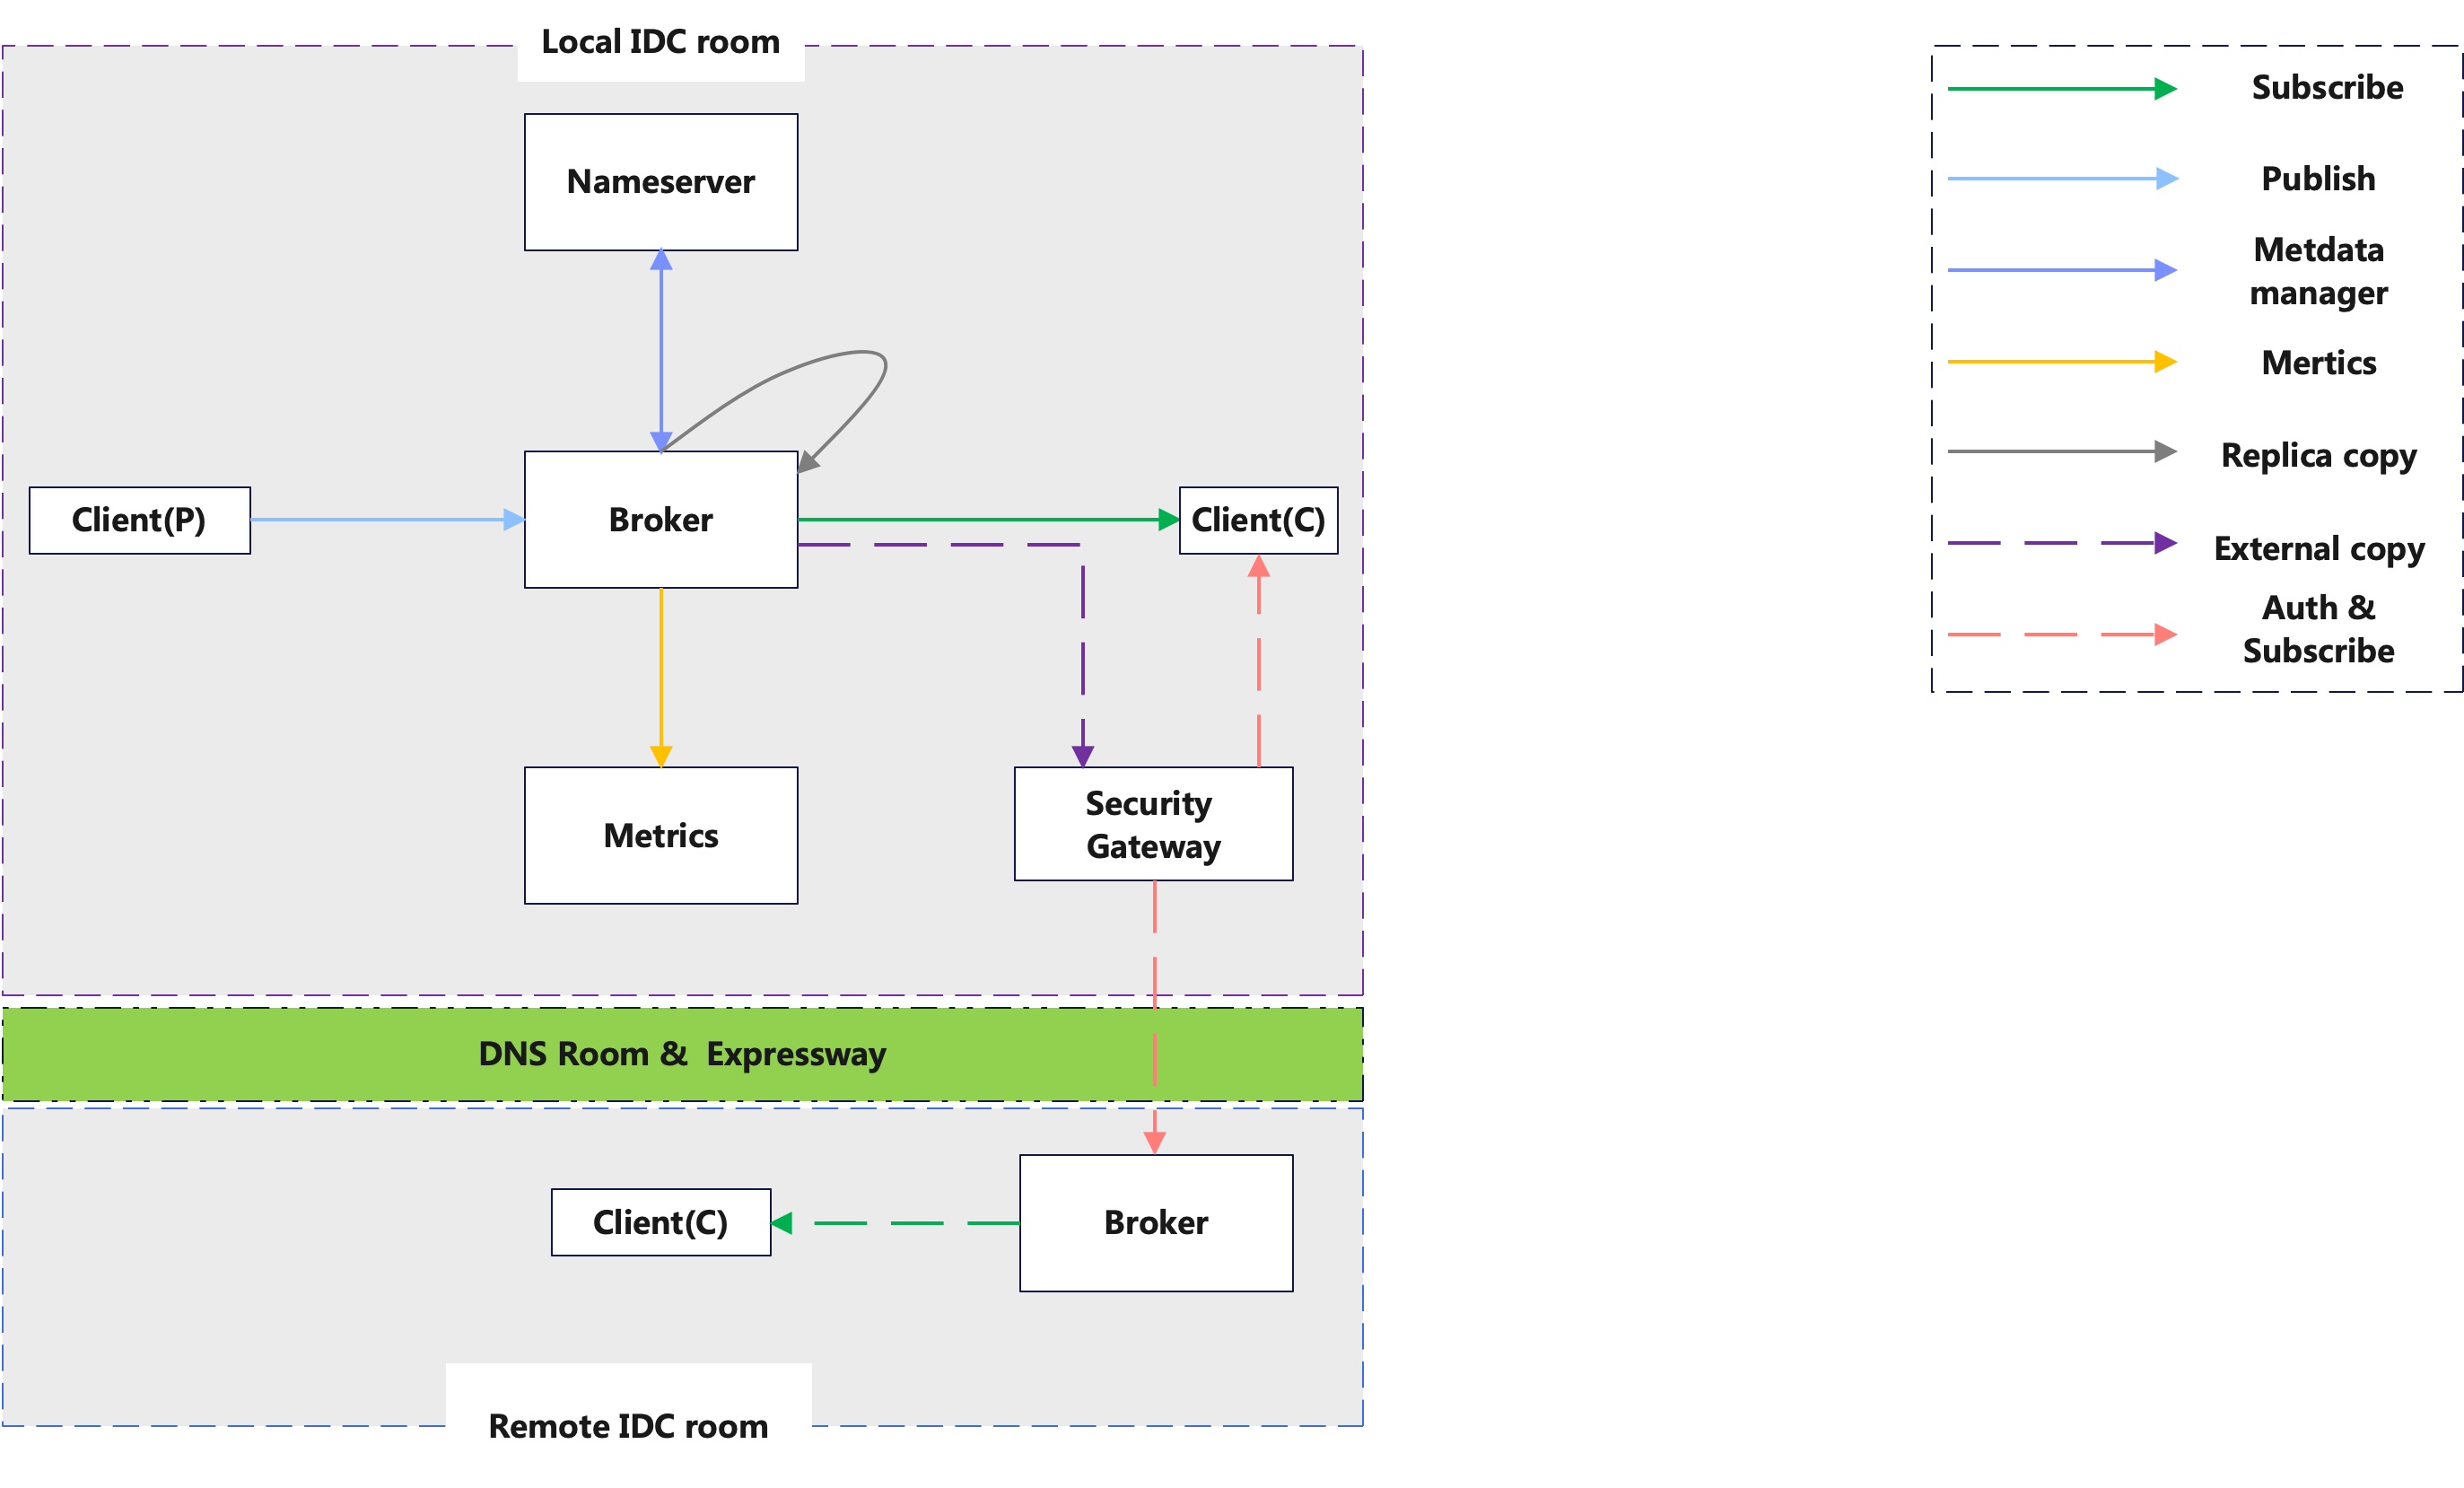 Local IDC room
Nameserver
Client(P)
Broker
Client(C)
Metrics
Security
Gateway
DNS Room &  Expressway
Client(C)
Broker
Remote IDC room
Subscribe
Publish
Metdata
manager
Mertics
Replica copy
External copy
Auth &
Subscribe